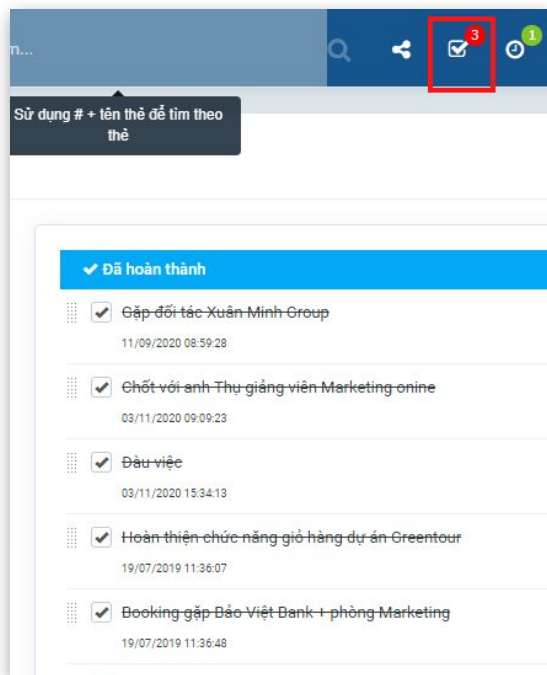 m...
3
1
Sử dụng # + tên thẻ để tìm theo
thẻ
Đã hoàn thành
Gặp đối tác Xuân Minh Group
11/09/2020 08:59:28
Chốt với anh Thụ giảng viên Marketing onine
03/11/2020 09:09:23
Đàu việc
03/11/2020 15:34:13
Hoàn thiện chức năng giỏ hàng dự án Greentour
19/07/2019 11:36:07
Booking gặp Bảo Việt Bank + phòng Marketing
19/07/2019 11:36:48